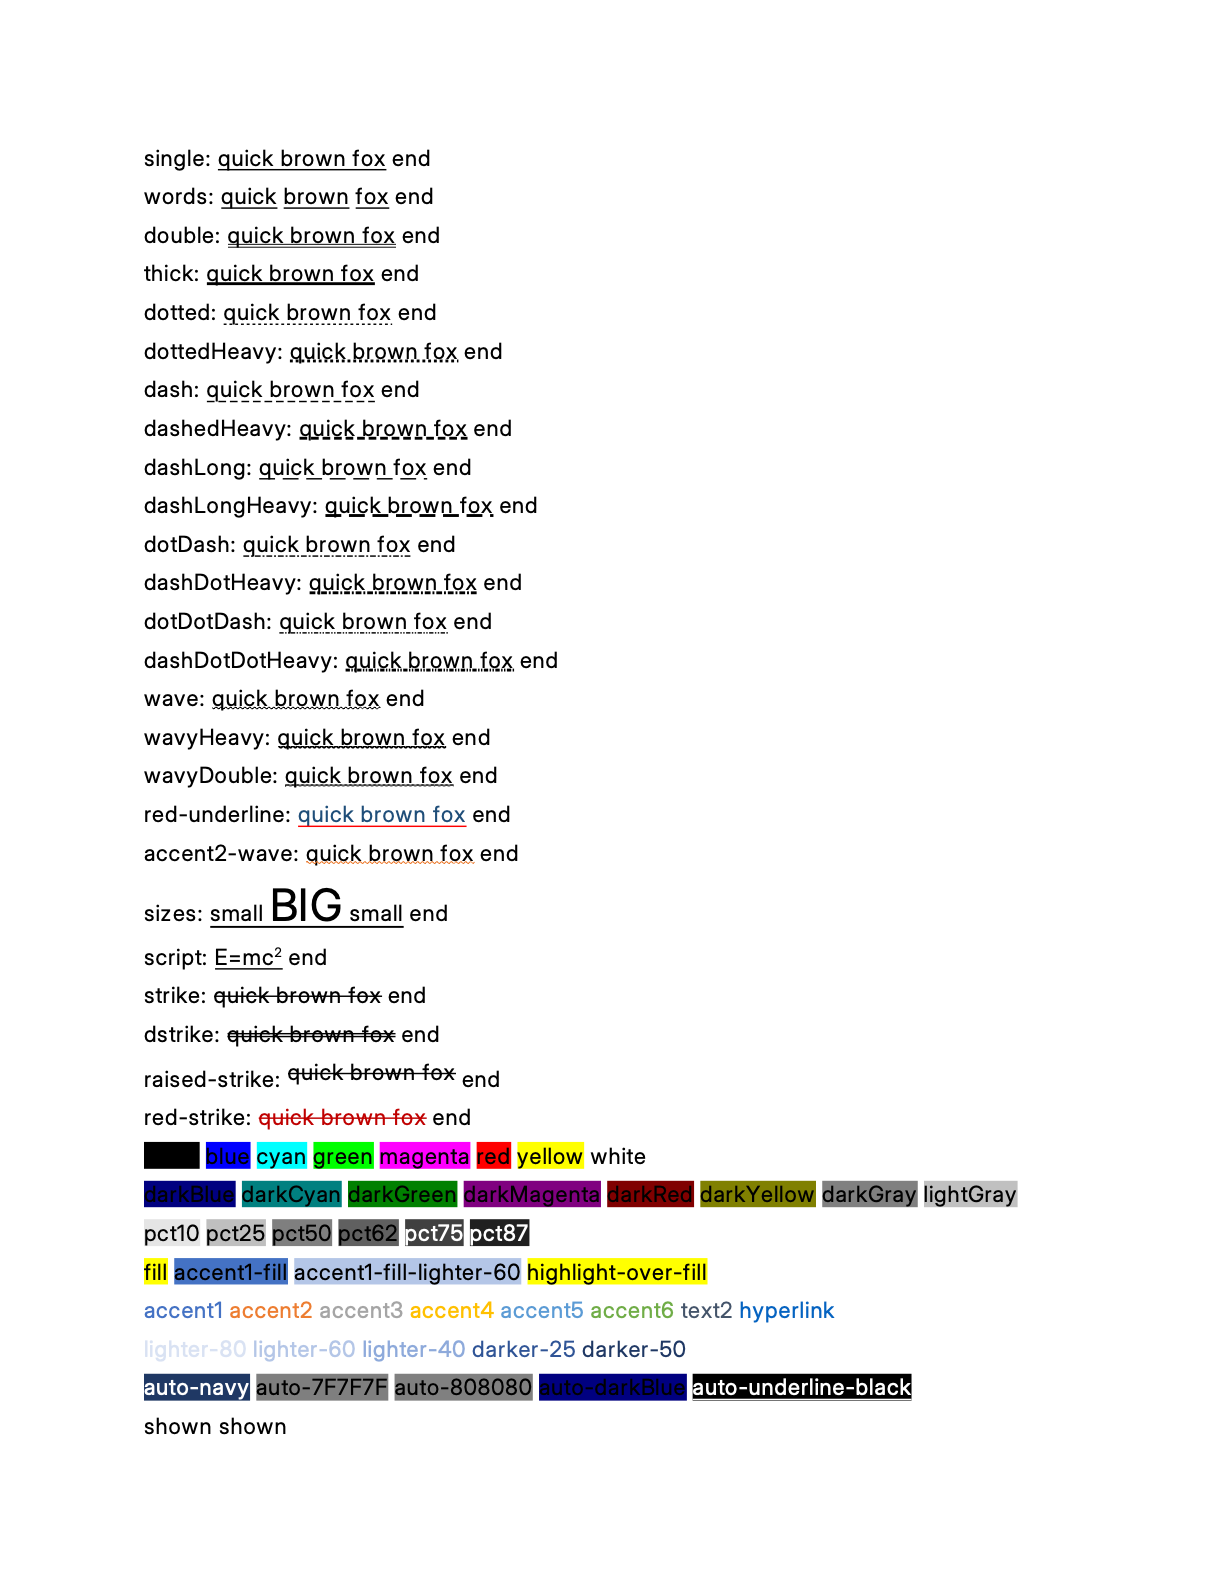 single: quick brown fox end
words: quick brown fox end
double: quick brown fox end
thick: quick brown fox end
dotted: quick brown fox end
dottedHeavy: quick brown fox end
dash: quick brown fox end
dashedHeavy: quick brown fox end
dashLong: quick brown fox end
dashLongHeavy: quick brown fox end
dotDash: quick brown fox end
dashDotHeavy: quick brown fox end
dotDotDash: quick brown fox end
dashDotDotHeavy: quick brown fox end
wave: quick brown fox end
wavyHeavy: quick brown fox end
wavyDouble: quick brown fox end
red-underline: quick brown fox end
accent2-wave: quick brown fox end
sizes: small BIG small end
script: E=mc² end
strike: quick brown fox end
dstrike: quick brown fox end
raised-strike: quick brown fox end
red-strike: quick brown fox end
blue cyan green magenta red yellow white
darkBlue darkCyan darkGreen darkMagenta darkRed darkYellow darkGray lightGray
pct10 pct25 pct50 pct62 pct75 pct87
fill accent1-fill accent1-fill-lighter-60 highlight-over-fill
accent1 accent2 accent3 accent4 accent5 accent6 text2 hyperlink
lighter-80 lighter-60 lighter-40 darker-25 darker-50
auto-navy auto-7F7F7F auto-808080 auto-darkBlue auto-underline-black
shown shown